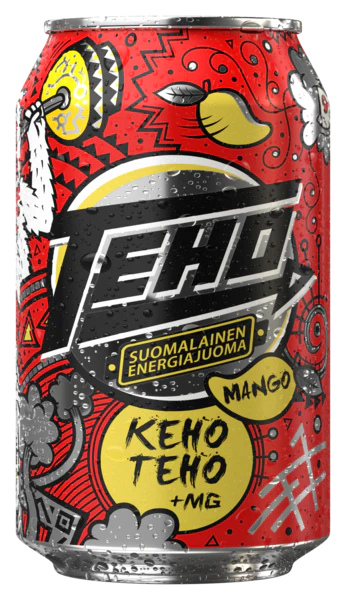 TEHO
SUOMALAINEN
ENERGIAJUOMA
MANGO
KEHO
TEHO
+MG